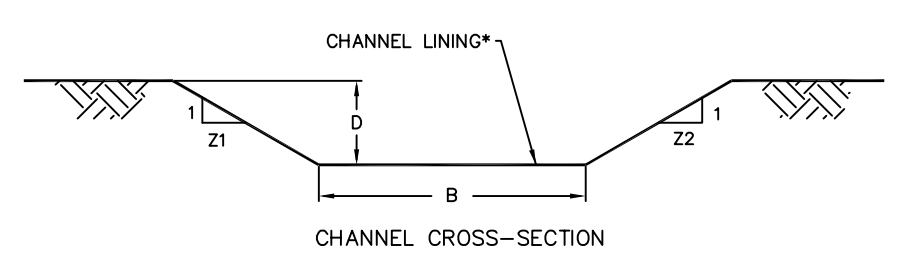 CHANNEL LINING*
1
Z1
D
1
Z2
B
CHANNEL CROSS-SECTION